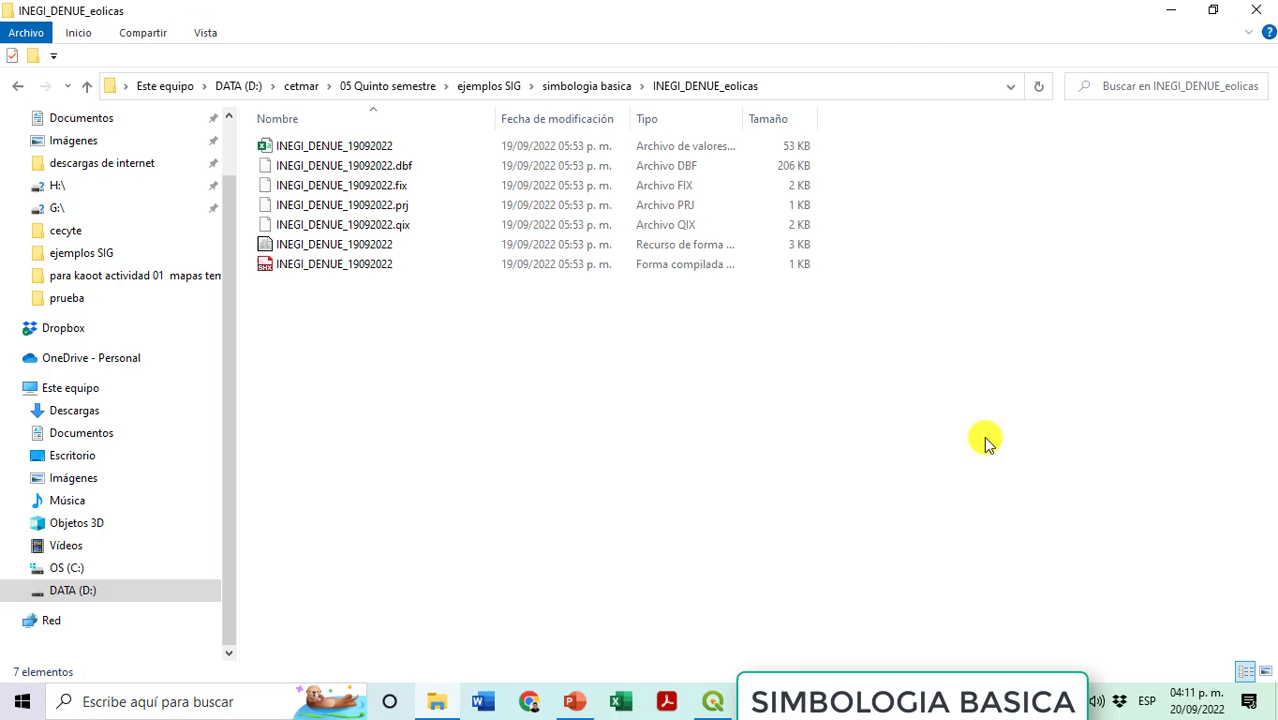 INEGI_DENUE_eolicas
Archivo Inicio Compartir Vista
Este equipo DATA (D:) cetmar 05 Quinto semestre ejemplos SIG simbologia basica INEGI_DENUE_eolicas Buscar en INEGI_DENUE_eolicas
Nombre Fecha de modificación Tipo Tamaño
INEGI_DENUE_19092022 19/09/2022 05:53 p. m. Archivo de valores... 53 KB
INEGI_DENUE_19092022.dbf 19/09/2022 05:53 p. m. Archivo DBF 206 KB
INEGI_DENUE_19092022.fix 19/09/2022 05:53 p. m. Archivo FIX 2 KB
INEGI_DENUE_19092022.prj 19/09/2022 05:53 p. m. Archivo PRJ 1 KB
INEGI_DENUE_19092022.qix 19/09/2022 05:53 p. m. Archivo QIX 2 KB
INEGI_DENUE_19092022 19/09/2022 05:53 p. m. Recurso de forma ... 3 KB
INEGI_DENUE_19092022 19/09/2022 05:53 p. m. Forma compilada ... 1 KB
Documentos
Imágenes
descargas de internet
H:\
G:\
cecyte
ejemplos SIG
para kaoot actividad 01 mapas tem
prueba
Dropbox
OneDrive - Personal
Este equipo
Descargas
Documentos
Escritorio
Imágenes
Música
Objetos 3D
Vídeos
OS (C:)
DATA (D:)
Red
7 elementos
Escribe aquí para buscar
SIMBOLOGIA BASICA
ESP
04:11 p. m.
20/09/2022